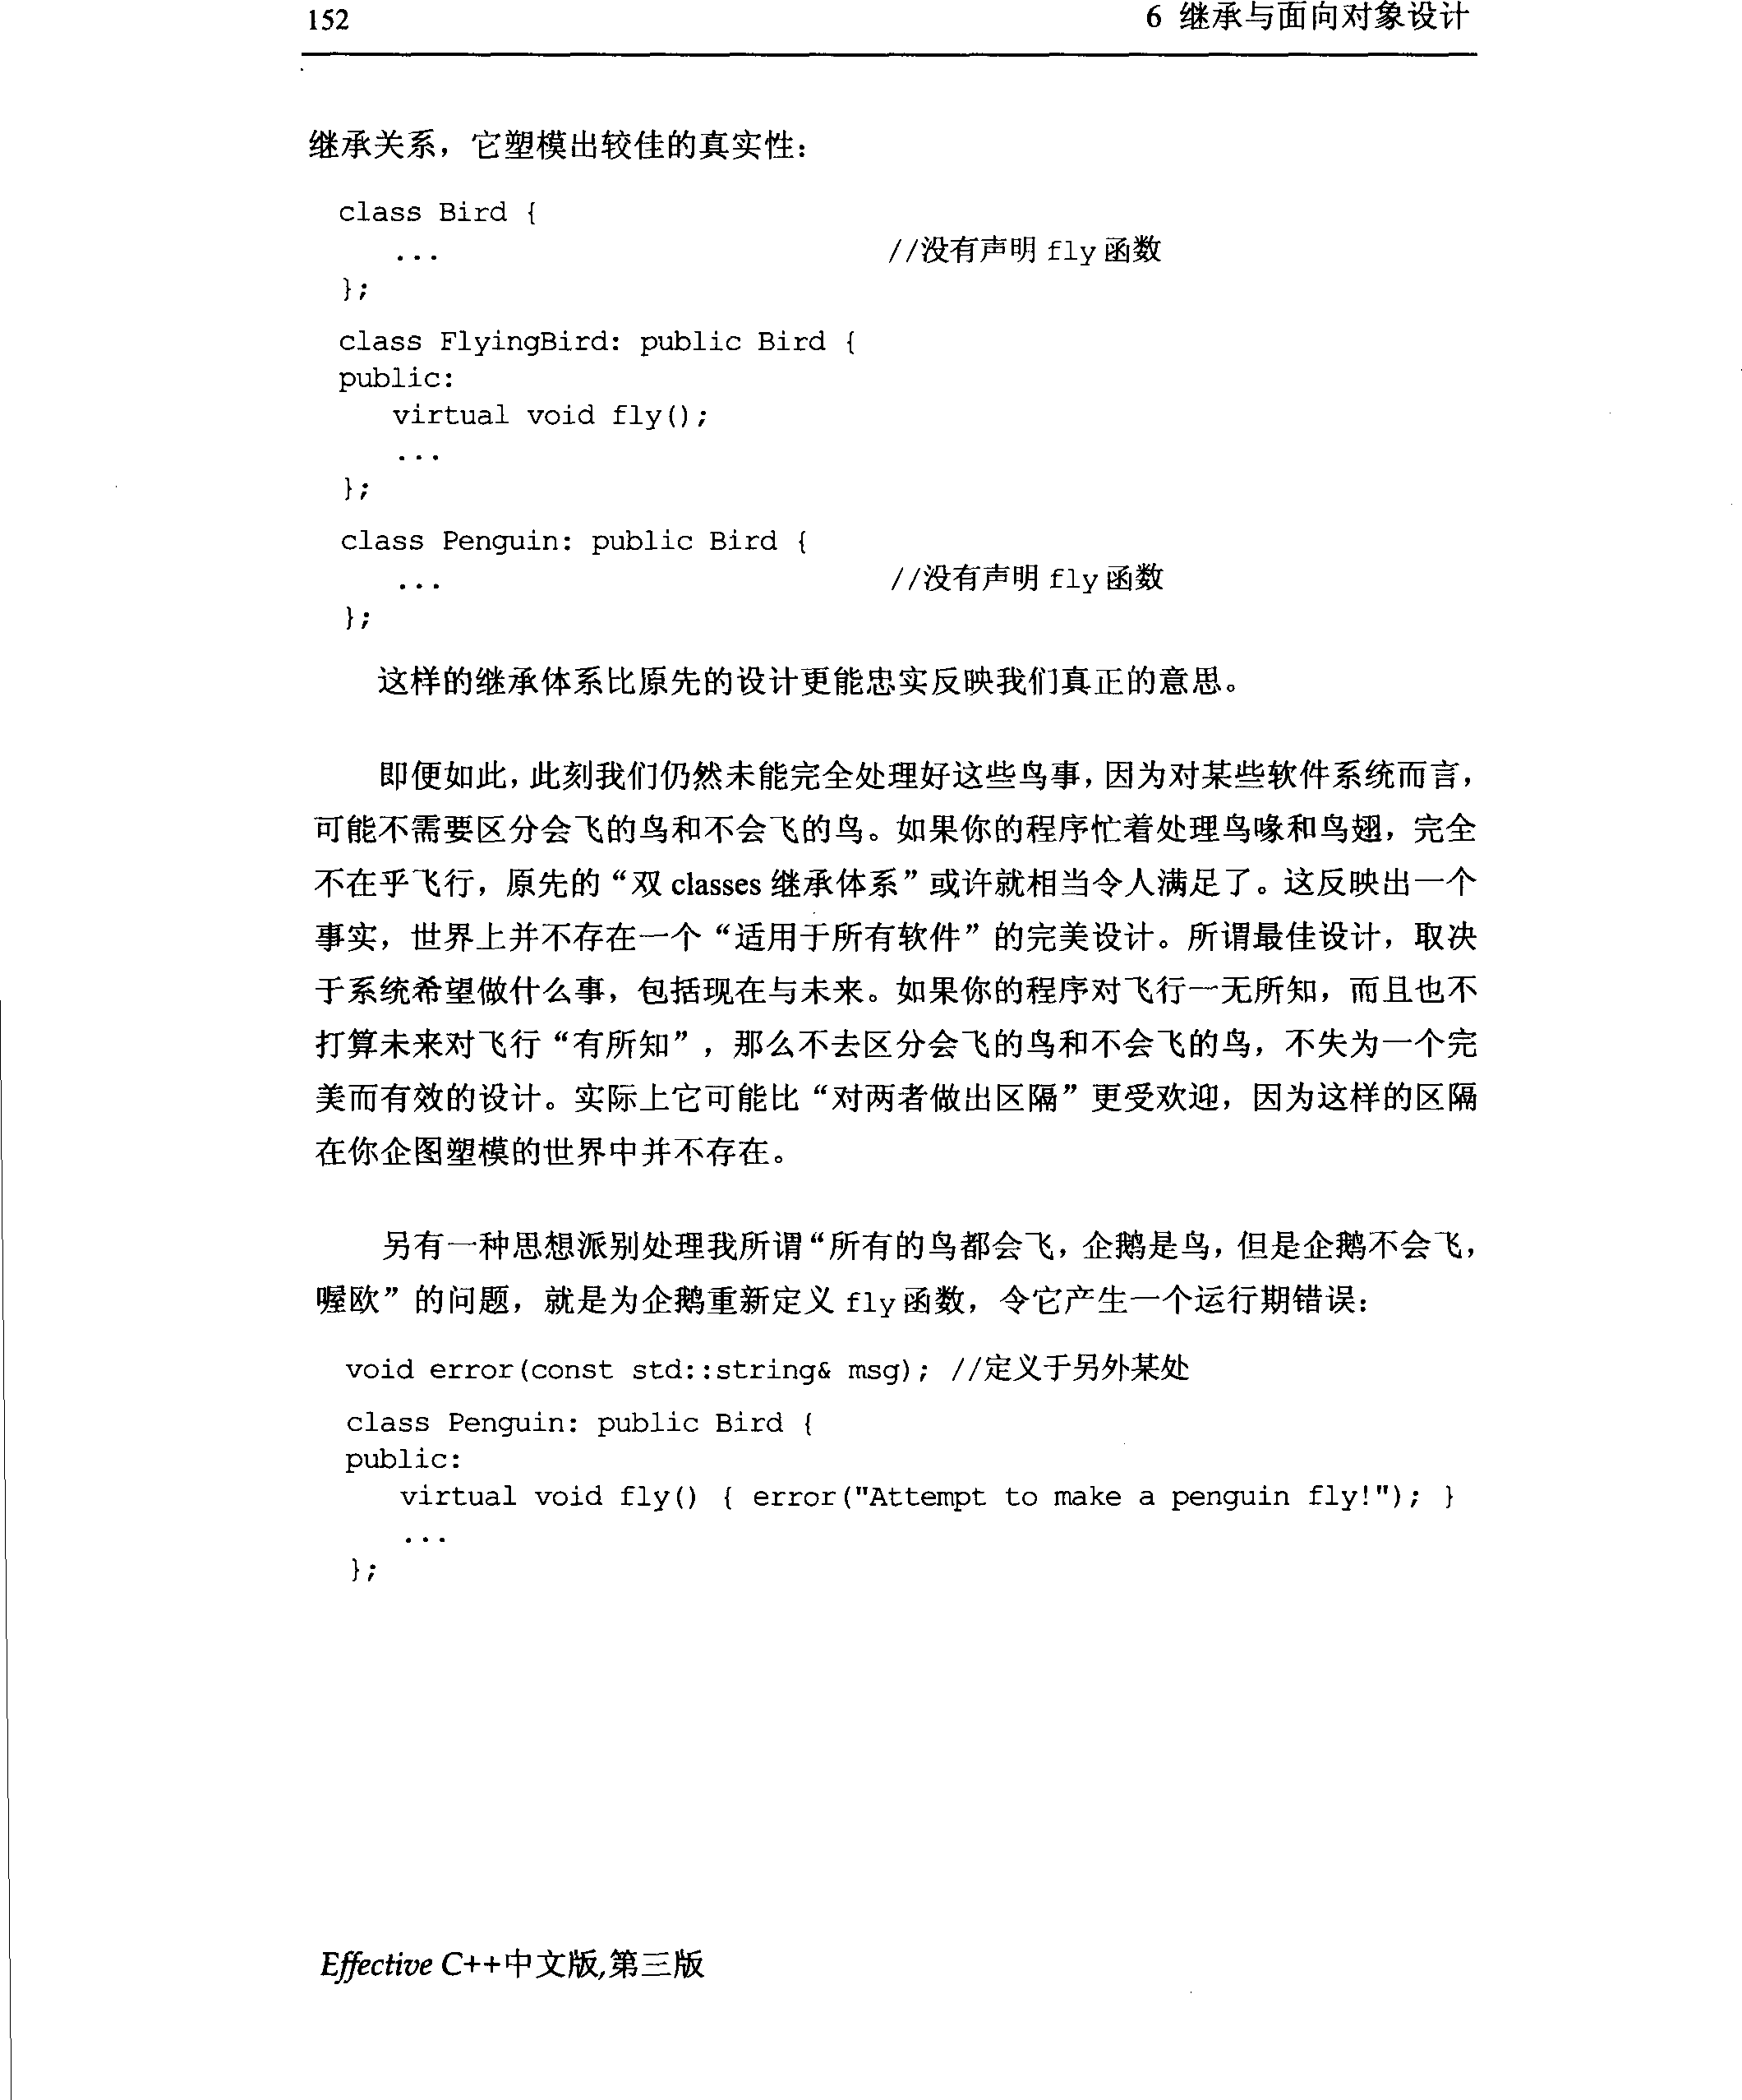 152
6 继承与面向对象设计
继承关系，它塑模出较佳的真实性：
class Bird {
... //没有声明 fly 函数
};
class FlyingBird: public Bird {
public:
virtual void fly();
...
};
class Penguin: public Bird {
... //没有声明 fly 函数
};
这样的继承体系比原先的设计更能忠实反映我们真正的意思。
即便如此，此刻我们仍然未能完全处理好这些鸟事，因为对某些软件系统而言，
可能不需要区分会飞的鸟和不会飞的鸟。如果你的程序忙着处理鸟喙和鸟翅，完全
不在乎飞行，原先的“双 classes 继承体系”或许就相当令人满足了。这反映出一个
事实，世界上并不存在一个“适用于所有软件”的完美设计。所谓最佳设计，取决
于系统希望做什么事，包括现在与未来。如果你的程序对飞行一无所知，而且也不
打算未来对飞行“有所知”，那么不去区分会飞的鸟和不会飞的鸟，不失为一个完
美而有效的设计。实际上它可能比“对两者做出区隔”更受欢迎，因为这样的区隔
在你企图塑模的世界中并不存在。
另有一种思想派别处理我所谓“所有的鸟都会飞，企鹅是鸟，但是企鹅不会飞，
喔欧”的问题，就是为企鹅重新定义 fly 函数，令它产生一个运行期错误：
void error(const std::string& msg); //定义于另外某处
class Penguin: public Bird {
public:
virtual void fly() { error("Attempt to make a penguin fly!"); }
...
};
Effective C++中文版,第三版